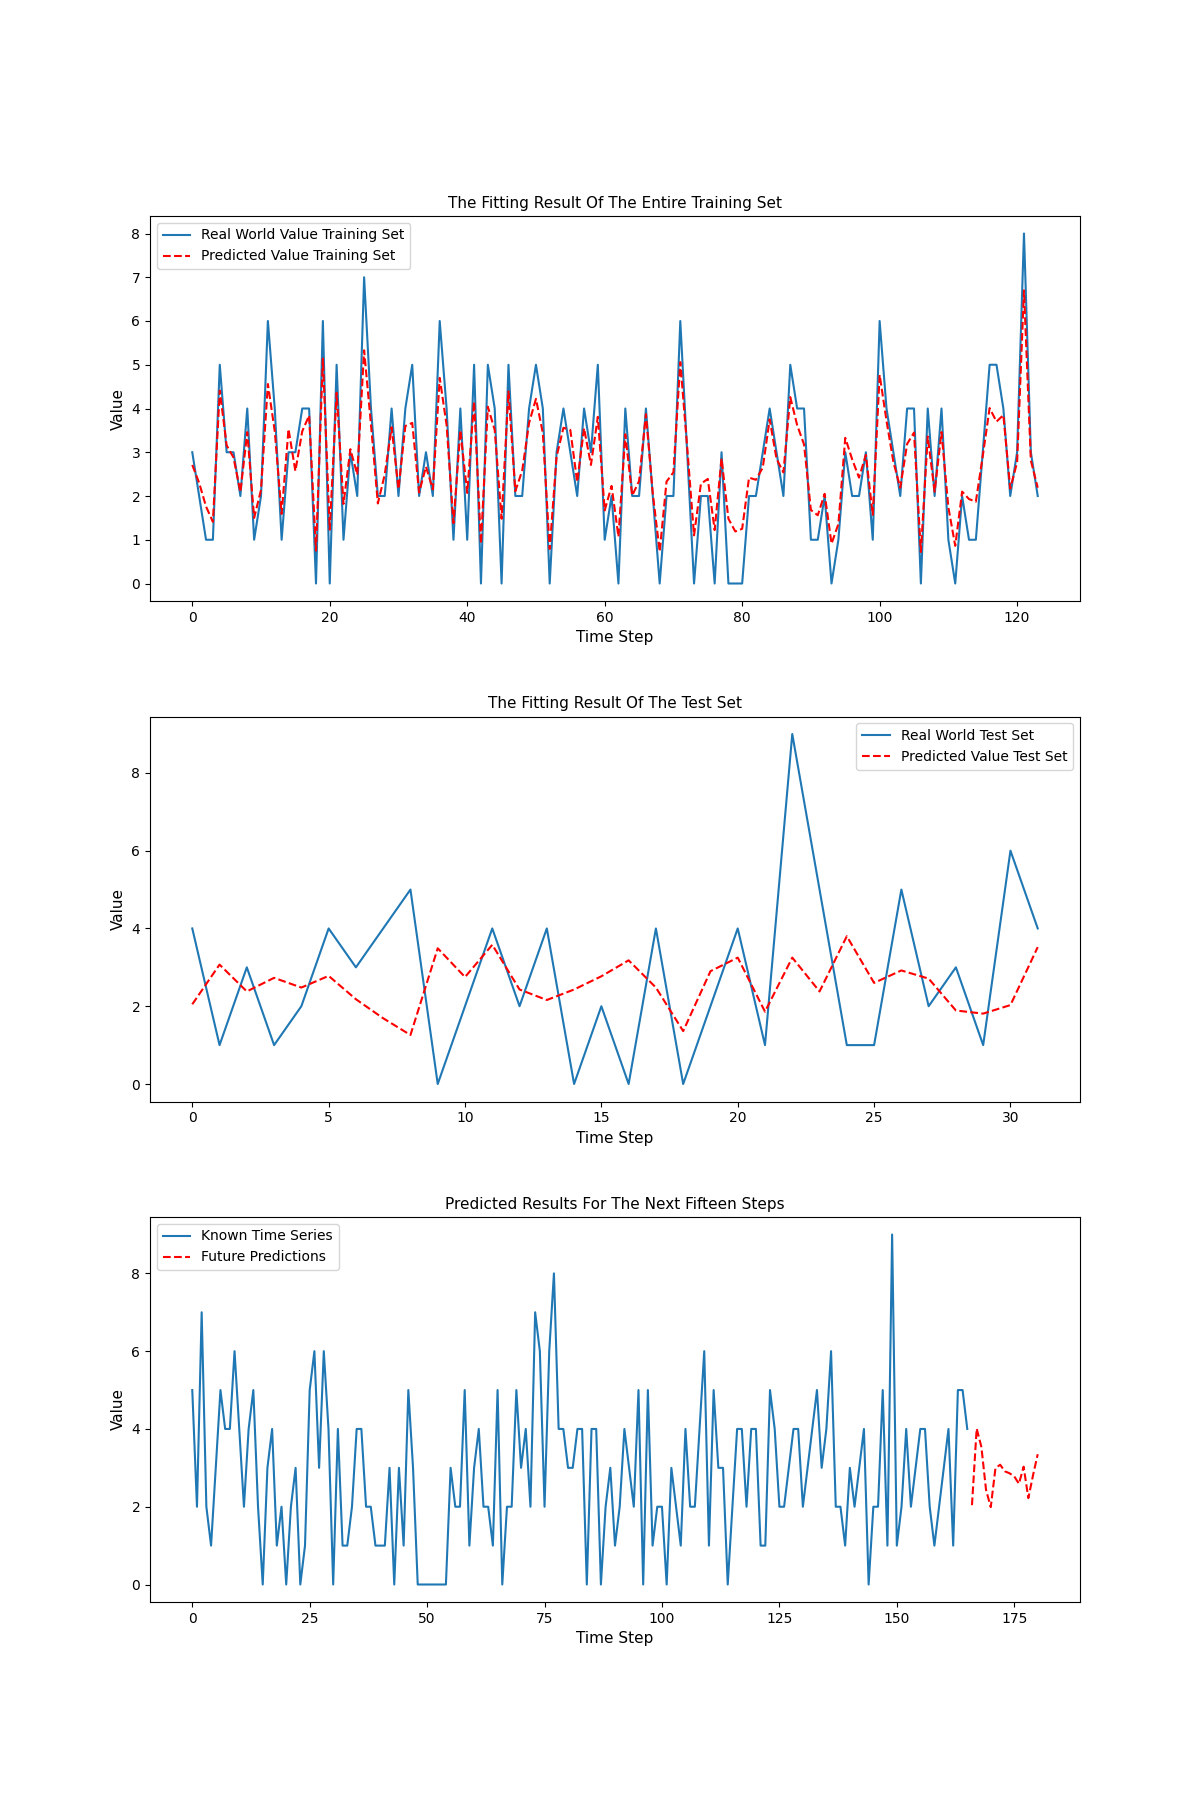 The Fitting Result Of The Entire Training Set
Real World Value Training Set
Predicted Value Training Set
8
7
6
5
4
3
2
1
0
Value
0 20 40 60 80 100 120
Time Step
The Fitting Result Of The Test Set
Real World Test Set
Predicted Value Test Set
8
6
4
2
0
Value
0 5 10 15 20 25 30
Time Step
Predicted Results For The Next Fifteen Steps
Known Time Series
Future Predictions
8
6
4
2
0
Value
0 25 50 75 100 125 150 175
Time Step